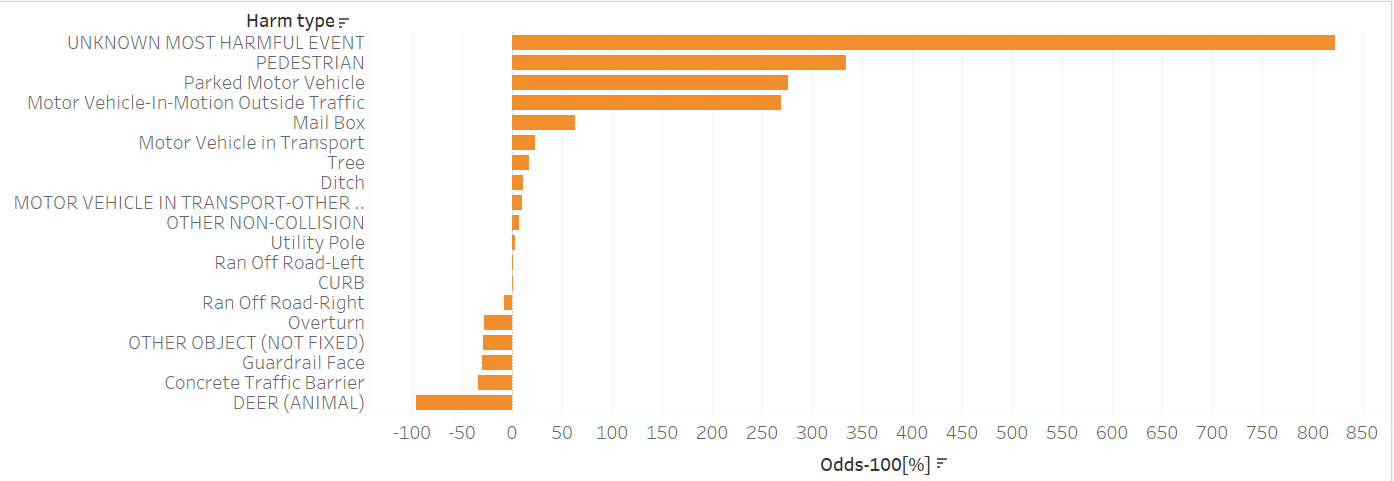 Harm type
UNKNOWN MOST HARMFUL EVENT
PEDESTRIAN
Parked Motor Vehicle
Motor Vehicle-In-Motion Outside Traffic
Mail Box
Motor Vehicle in Transport
Tree
Ditch
MOTOR VEHICLE IN TRANSPORT-OTHER ..
OTHER NON-COLLISION
Utility Pole
Ran Off Road-Left
CURB
Ran Off Road-Right
Overturn
OTHER OBJECT (NOT FIXED)
Guardrail Face
Concrete Traffic Barrier
DEER (ANIMAL)
-100 -50 0 50 100 150 200 250 300 350 400 450 500 550 600 650 700 750 800 850
Odds-100[%]